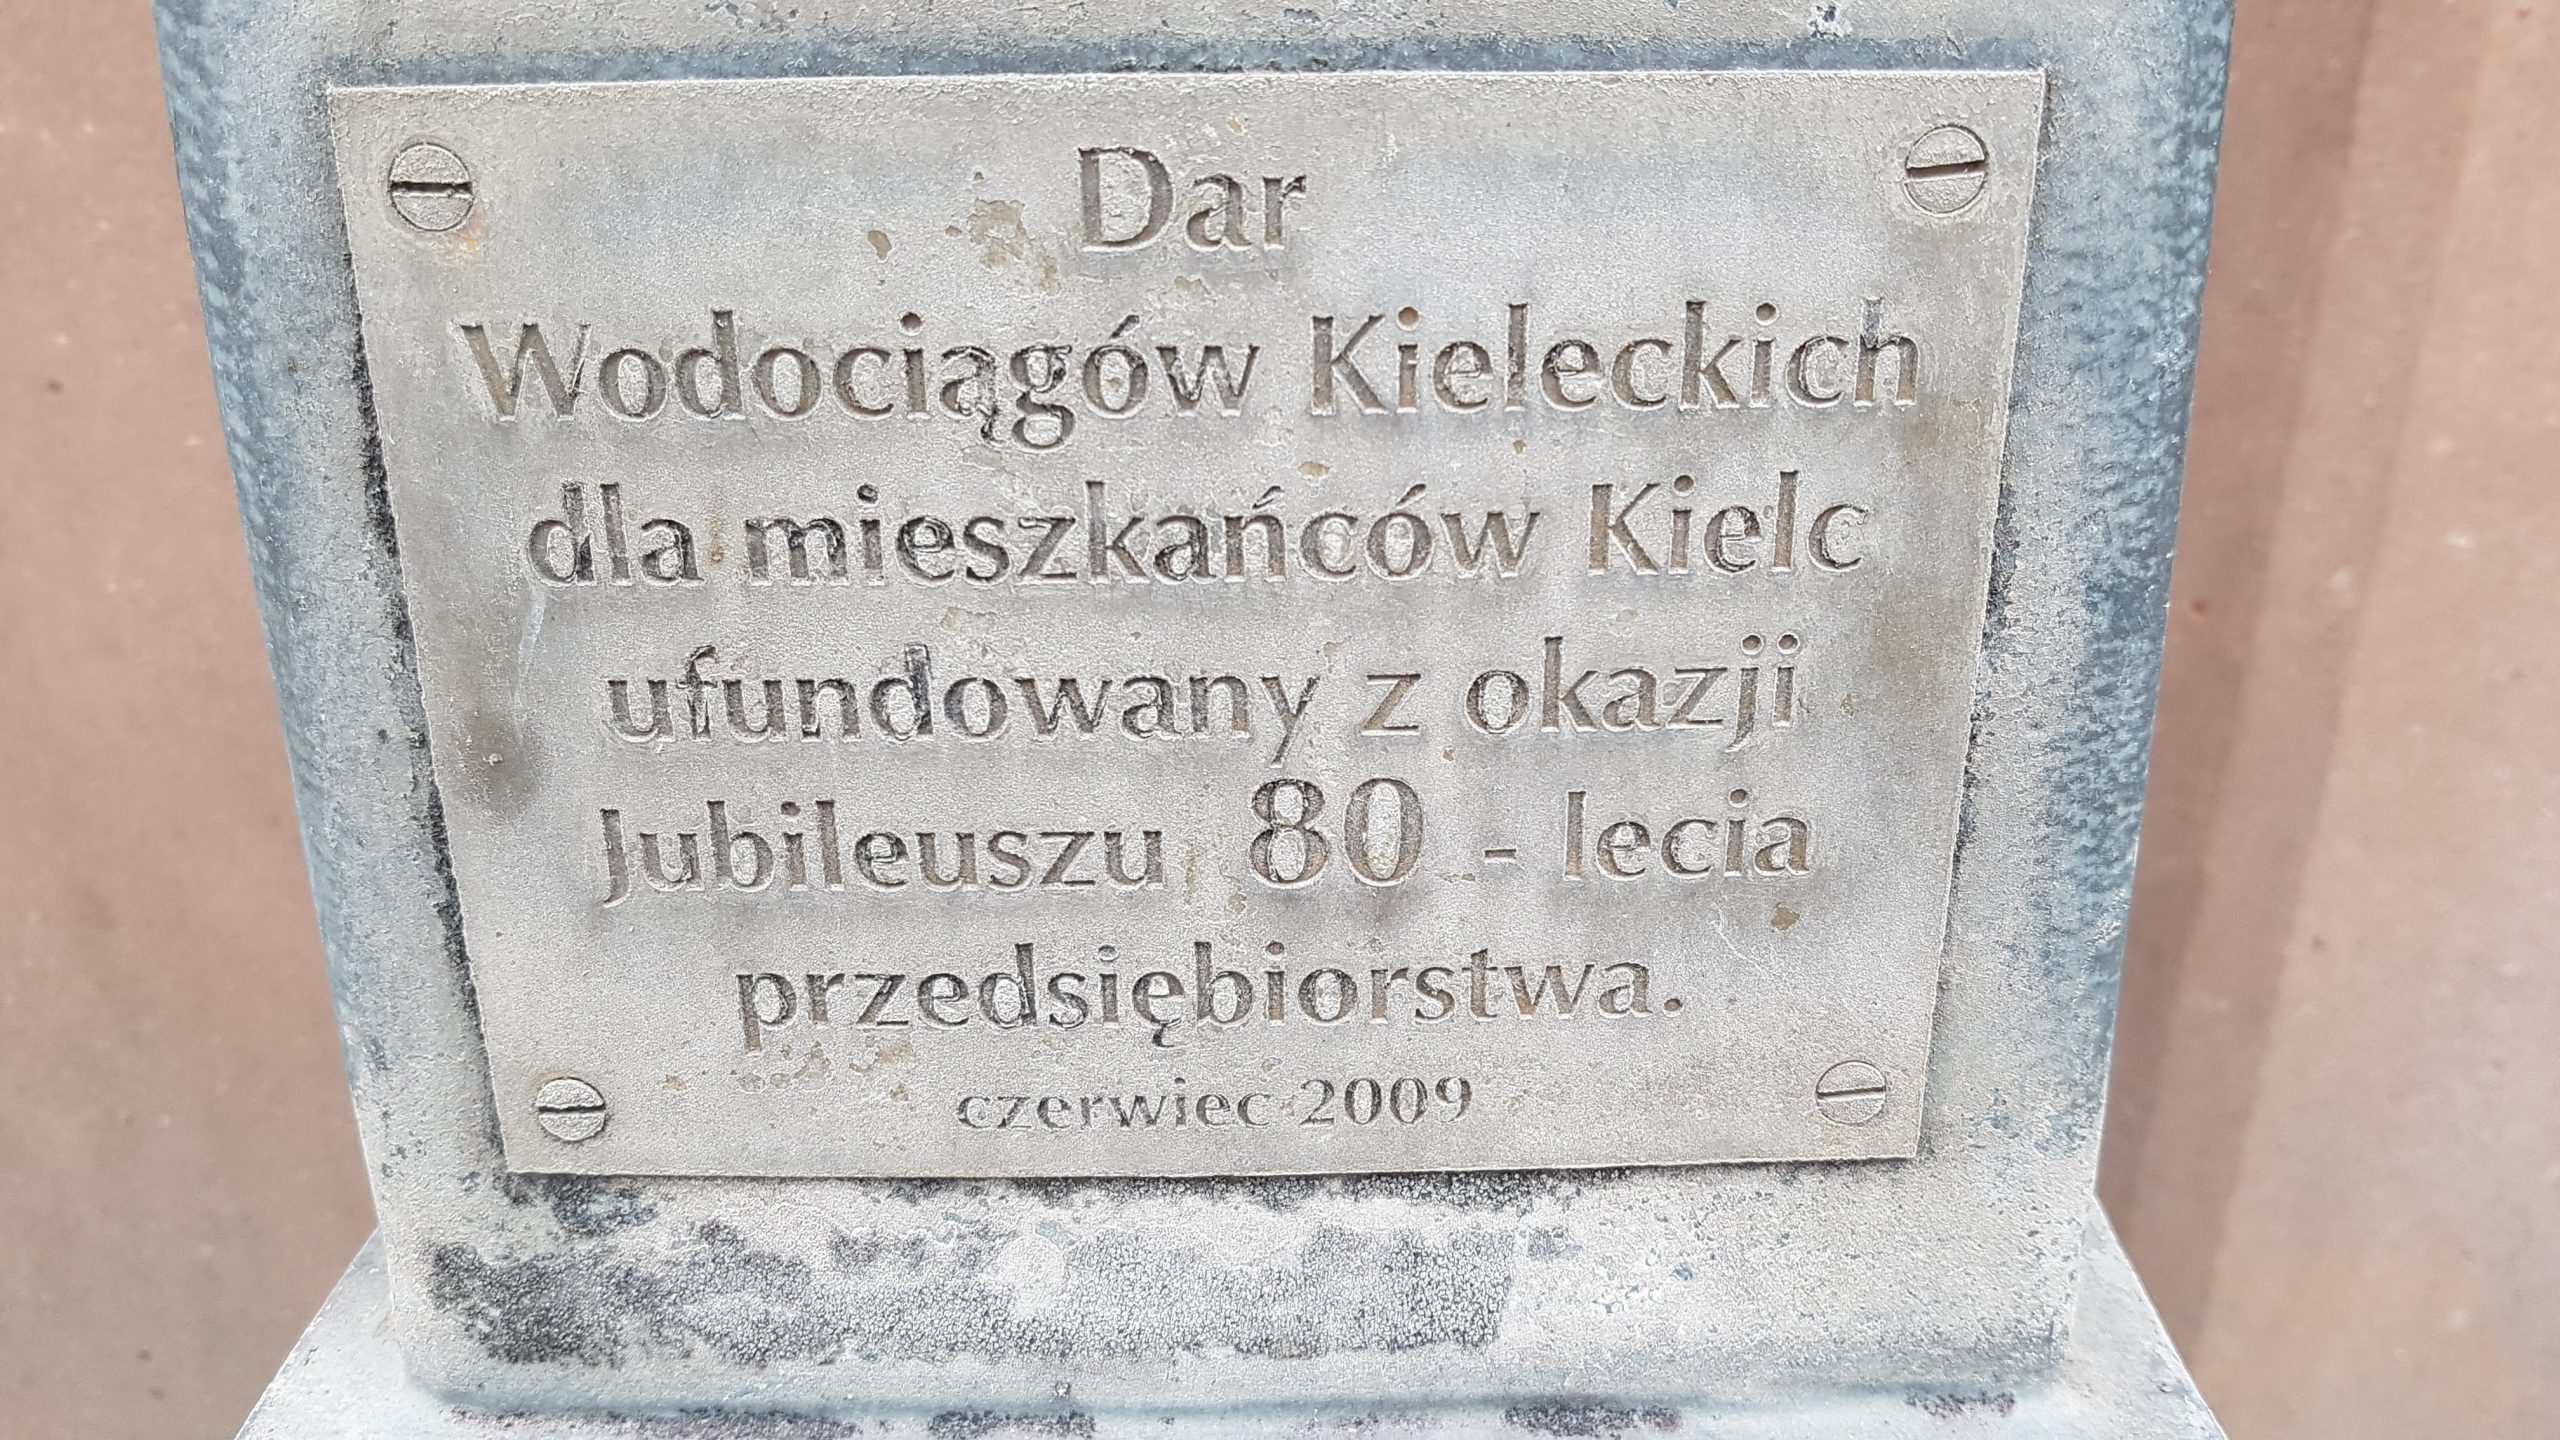 Dar
Wodociągów Kieleckich
dla mieszkańców Kielc
ufundowany z okazji
Jubileuszu 80 - lecia
przedsiębiorstwa.
czerwiec 2009